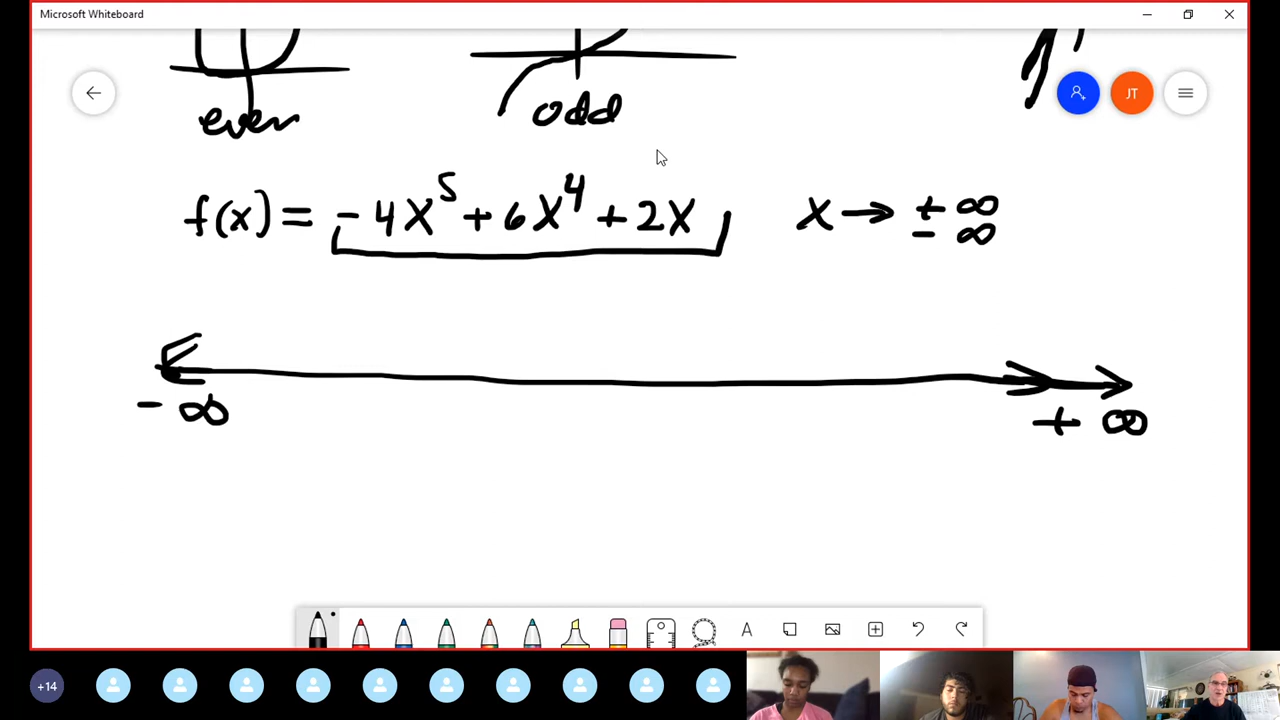 Microsoft Whiteboard
even
odd
JT
f(x) = -4x⁵ + 6x⁴ + 2x x → + ∞
- ∞
- ∞ + ∞
A
+14